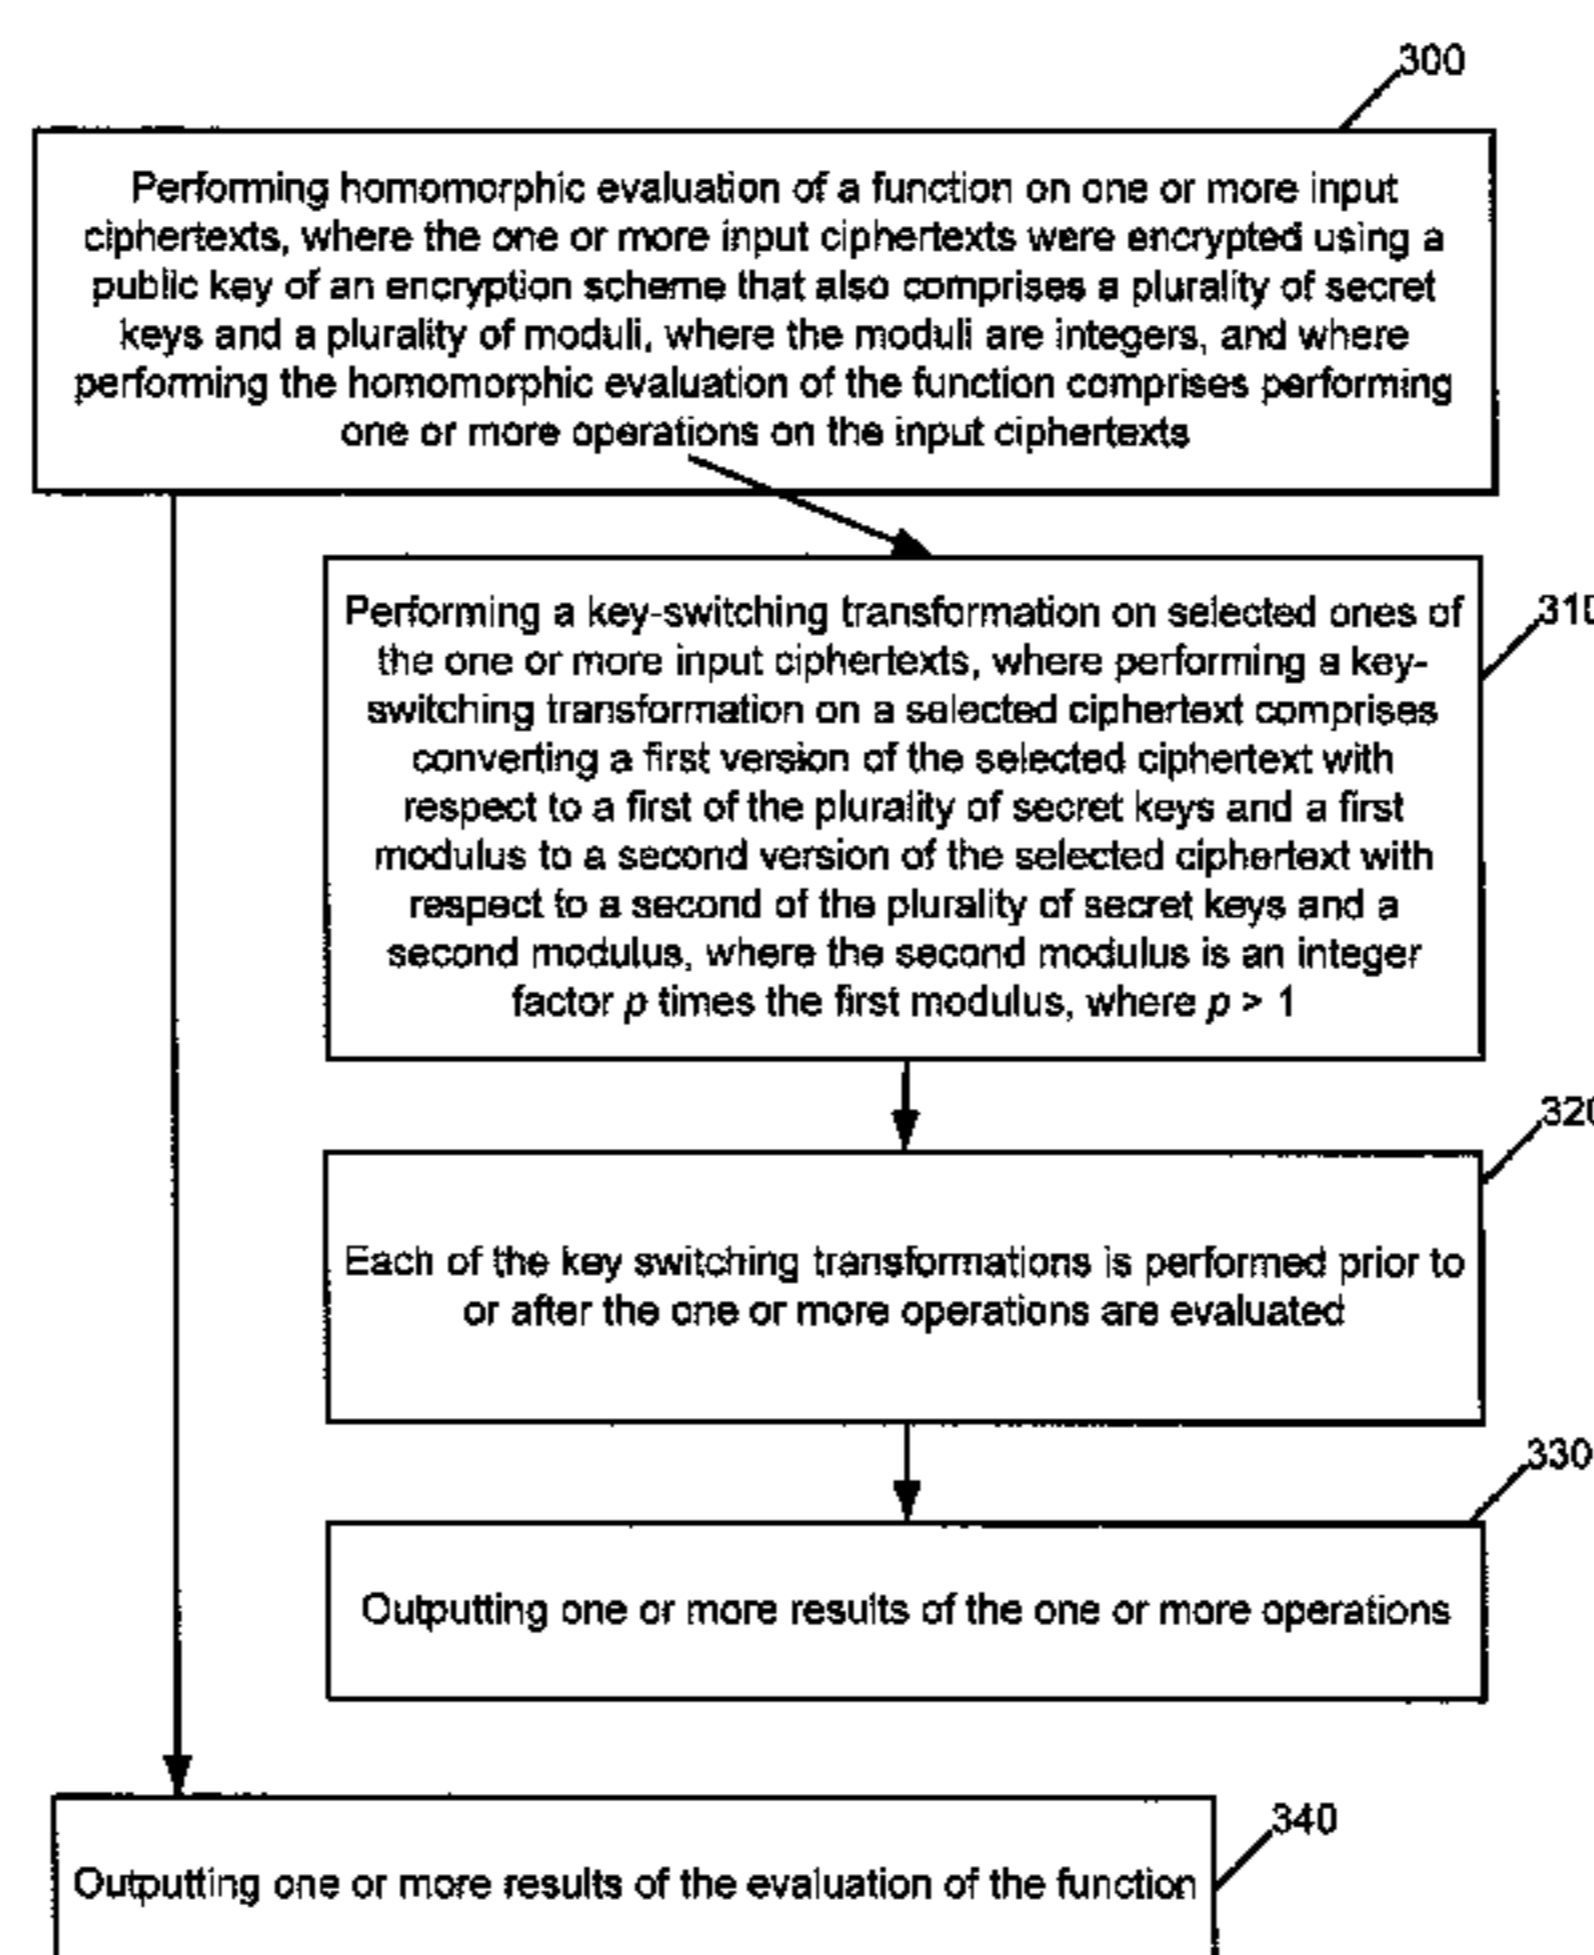 300
Performing homomorphic evaluation of a function on one or more input
ciphertexts, where the one or more input ciphertexts were encrypted using a
public key of an encryption scheme that also comprises a plurality of secret
keys and a plurality of moduli, where the moduli are integers, and where
performing the homomorphic evaluation of the function comprises performing
one or more operations on the input ciphertexts
310
Performing a key-switching transformation on selected ones of
the one or more input ciphertexts, where performing a key-
switching transformation on a selected ciphertext comprises
converting a first version of the selected ciphertext with
respect to a first of the plurality of secret keys and a first
modulus to a second version of the selected ciphertext with
respect to a second of the plurality of secret keys and a
second modulus, where the second modulus is an integer
factor p times the first modulus, where p > 1
320
Each of the key switching transformations is performed prior to
or after the one or more operations are evaluated
330
Outputting one or more results of the one or more operations
340
Outputting one or more results of the evaluation of the function